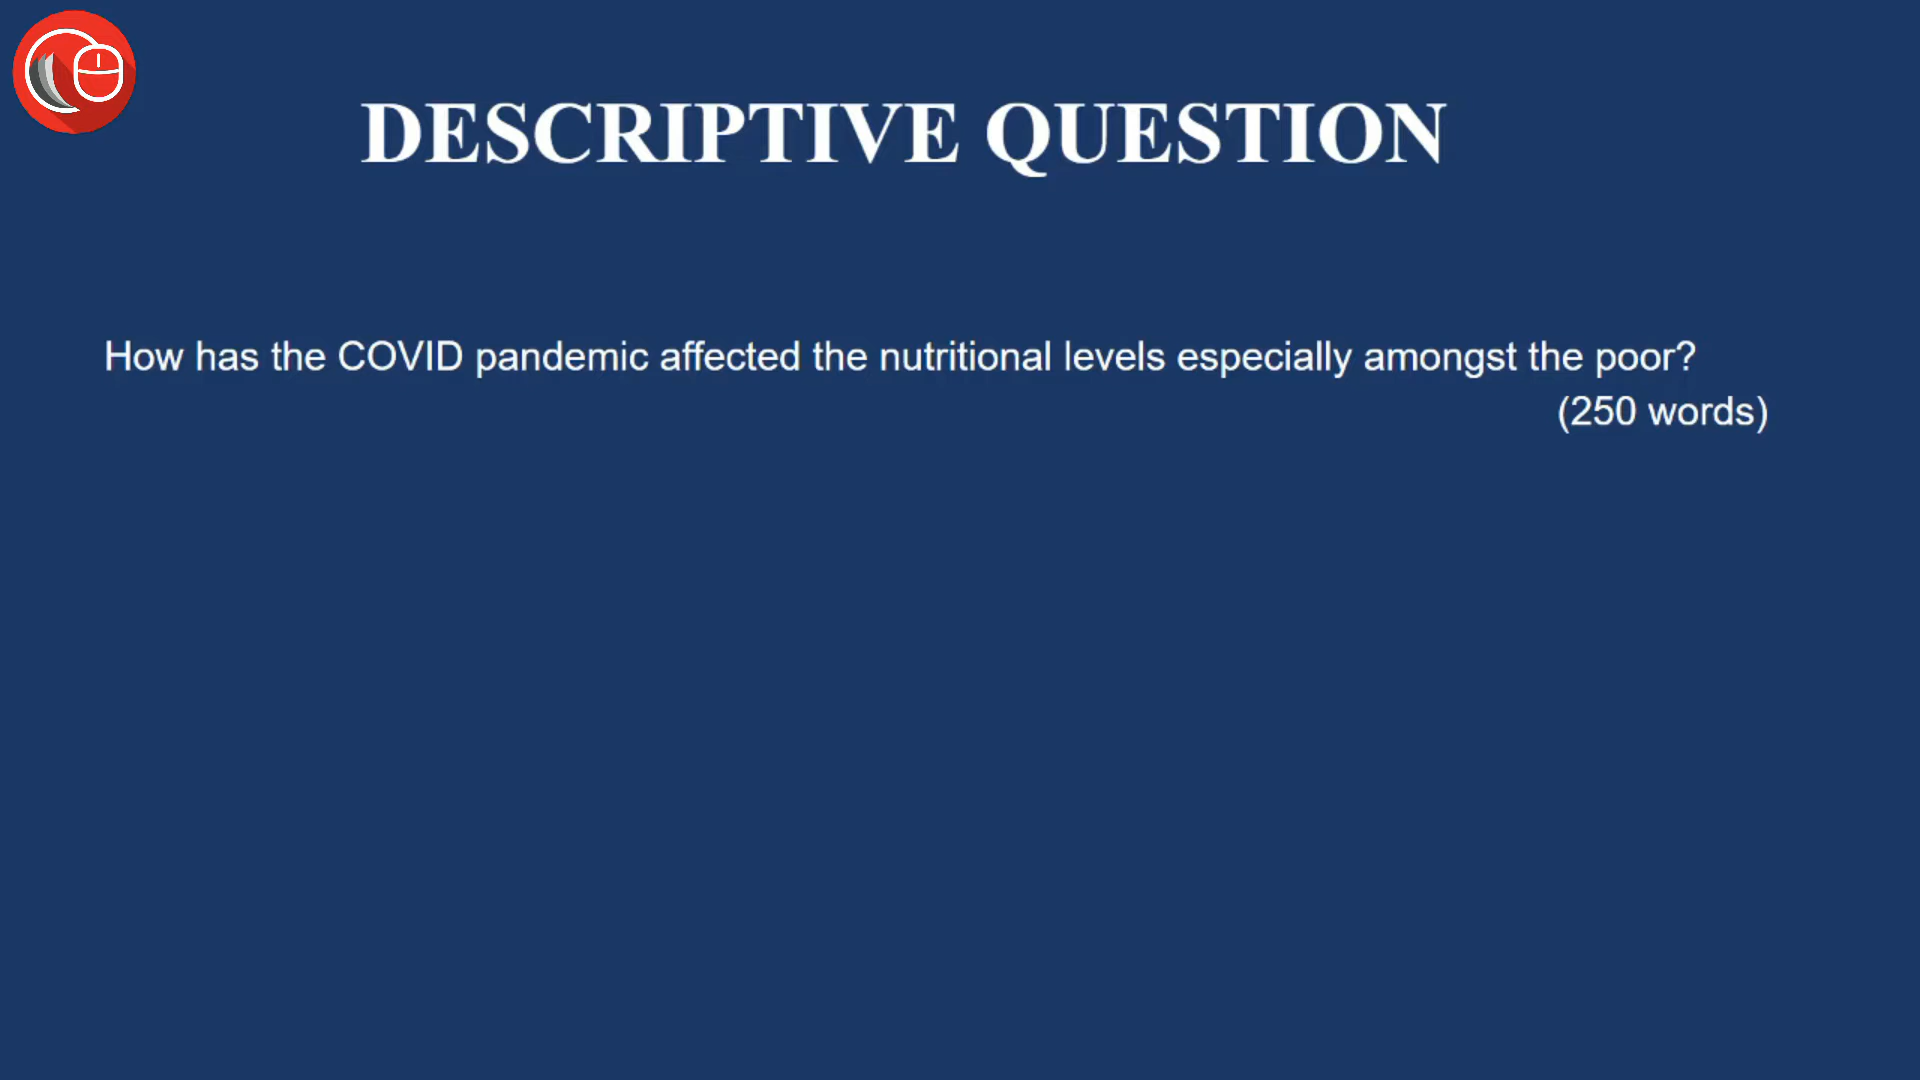 DESCRIPTIVE QUESTION
How has the COVID pandemic affected the nutritional levels especially amongst the poor?
(250 words)